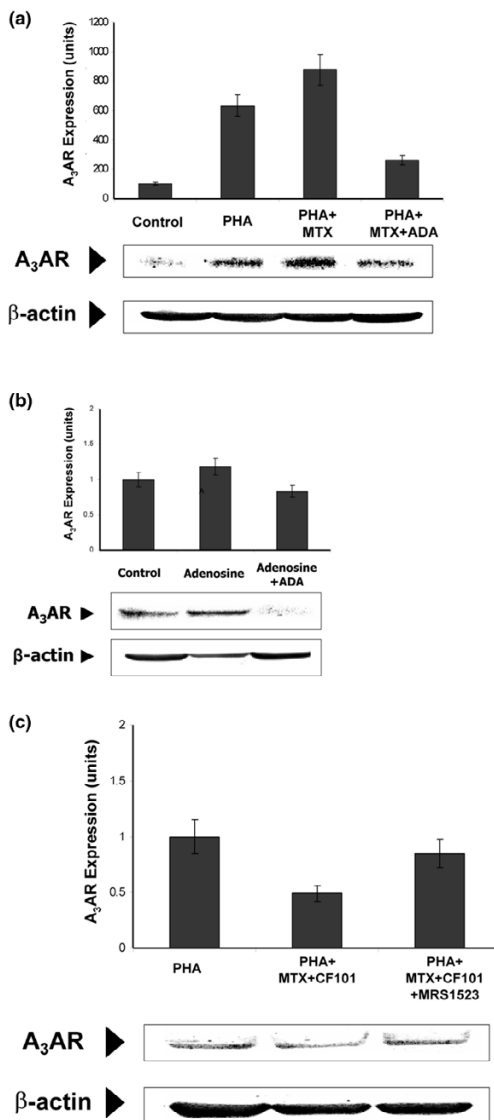 (a)
A₃AR Expression (units)
1200
1000
800
600
400
200
0
Control
PHA
PHA+
MTX
PHA+
MTX+ADA
A₃AR
β-actin
(b)
A₃AR Expression (units)
2
1.5
1
0.5
0
Control
Adenosine
Adenosine
+ADA
A₃AR
β-actin
(c)
A₃AR Expression (units)
2
1.5
1
0.5
0
PHA
PHA+
MTX+CF101
PHA+
MTX+CF101
+MRS1523
A₃AR
β-actin